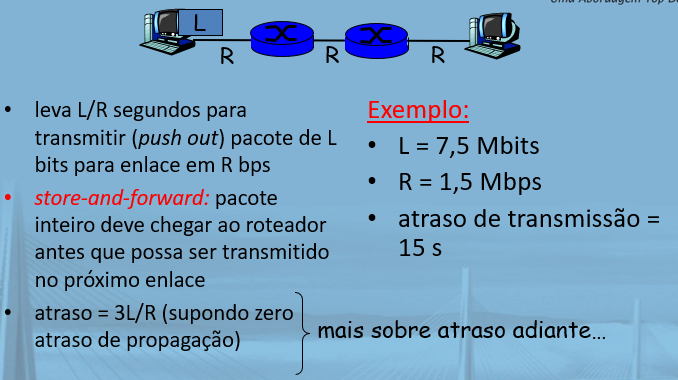 Uma Abordagem Top
L
R
R
R
• leva L/R segundos para
transmitir (push out) pacote de L
bits para enlace em R bps
• store-and-forward: pacote
inteiro deve chegar ao roteador
antes que possa ser transmitido
no próximo enlace
• atraso = 3L/R (supondo zero
atraso de propagação)
Exemplo:
• L = 7,5 Mbits
• R = 1,5 Mbps
• atraso de transmissão =
15 s
mais sobre atraso adiante…